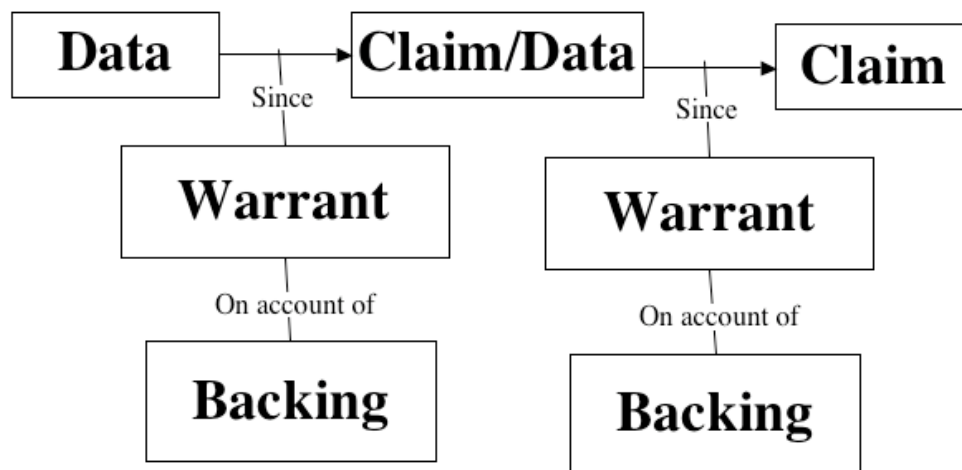 Data
Claim/Data
Claim
Since
Since
Warrant
Warrant
On account of
On account of
Backing
Backing